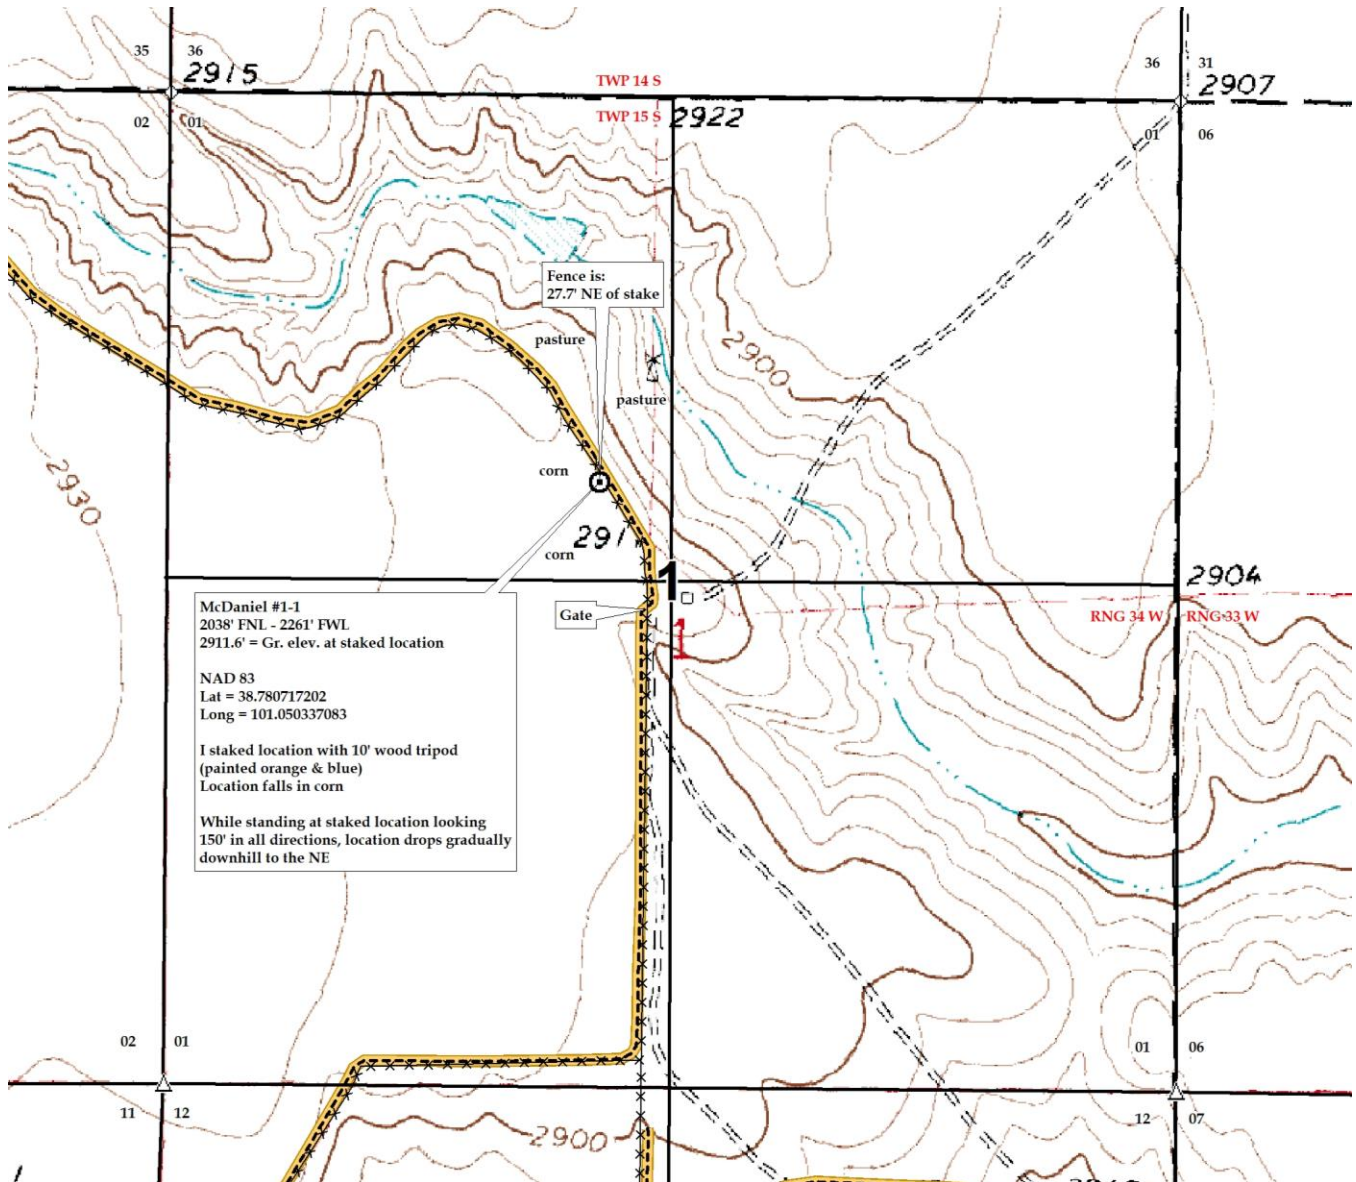 35 36
2915
TWP 14 S
36 31
2907
02 01
TWP 15 S
2922
01 06
Fence is:
27.7' NE of stake
pasture
2900
pasture
2930
corn
291
corn
1
2904
McDaniel #1-1
2038' FNL - 2261' FWL
2911.6' = Gr. elev. at staked location
NAD 83
Lat = 38.780717202
Long = 101.050337083
I staked location with 10' wood tripod
(painted orange & blue)
Location falls in corn
While standing at staked location looking
150' in all directions, location drops gradually
downhill to the NE
Gate
1
RNG 34 W RNG 33 W
02 01
01 06
11 12
12 07
2900